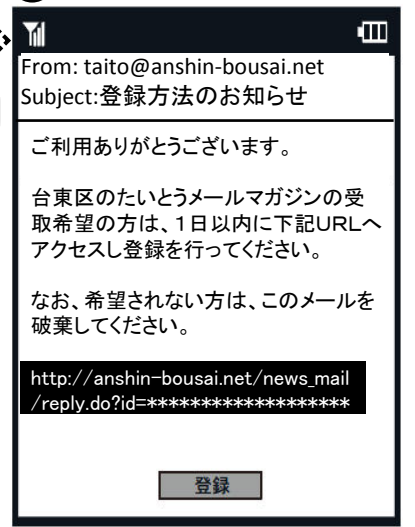 From: taito@anshin-bousai.net
Subject:登録方法のお知らせ
ご利用ありがとうございます。
台東区のたいとうメールマガジンの受
取希望の方は、１日以内に下記ＵＲＬへ
アクセスし登録を行ってください。
なお、希望されない方は、このメールを
破棄してください。
http://anshin-bousai.net/news_mail
/reply.do?id=*******************
登録